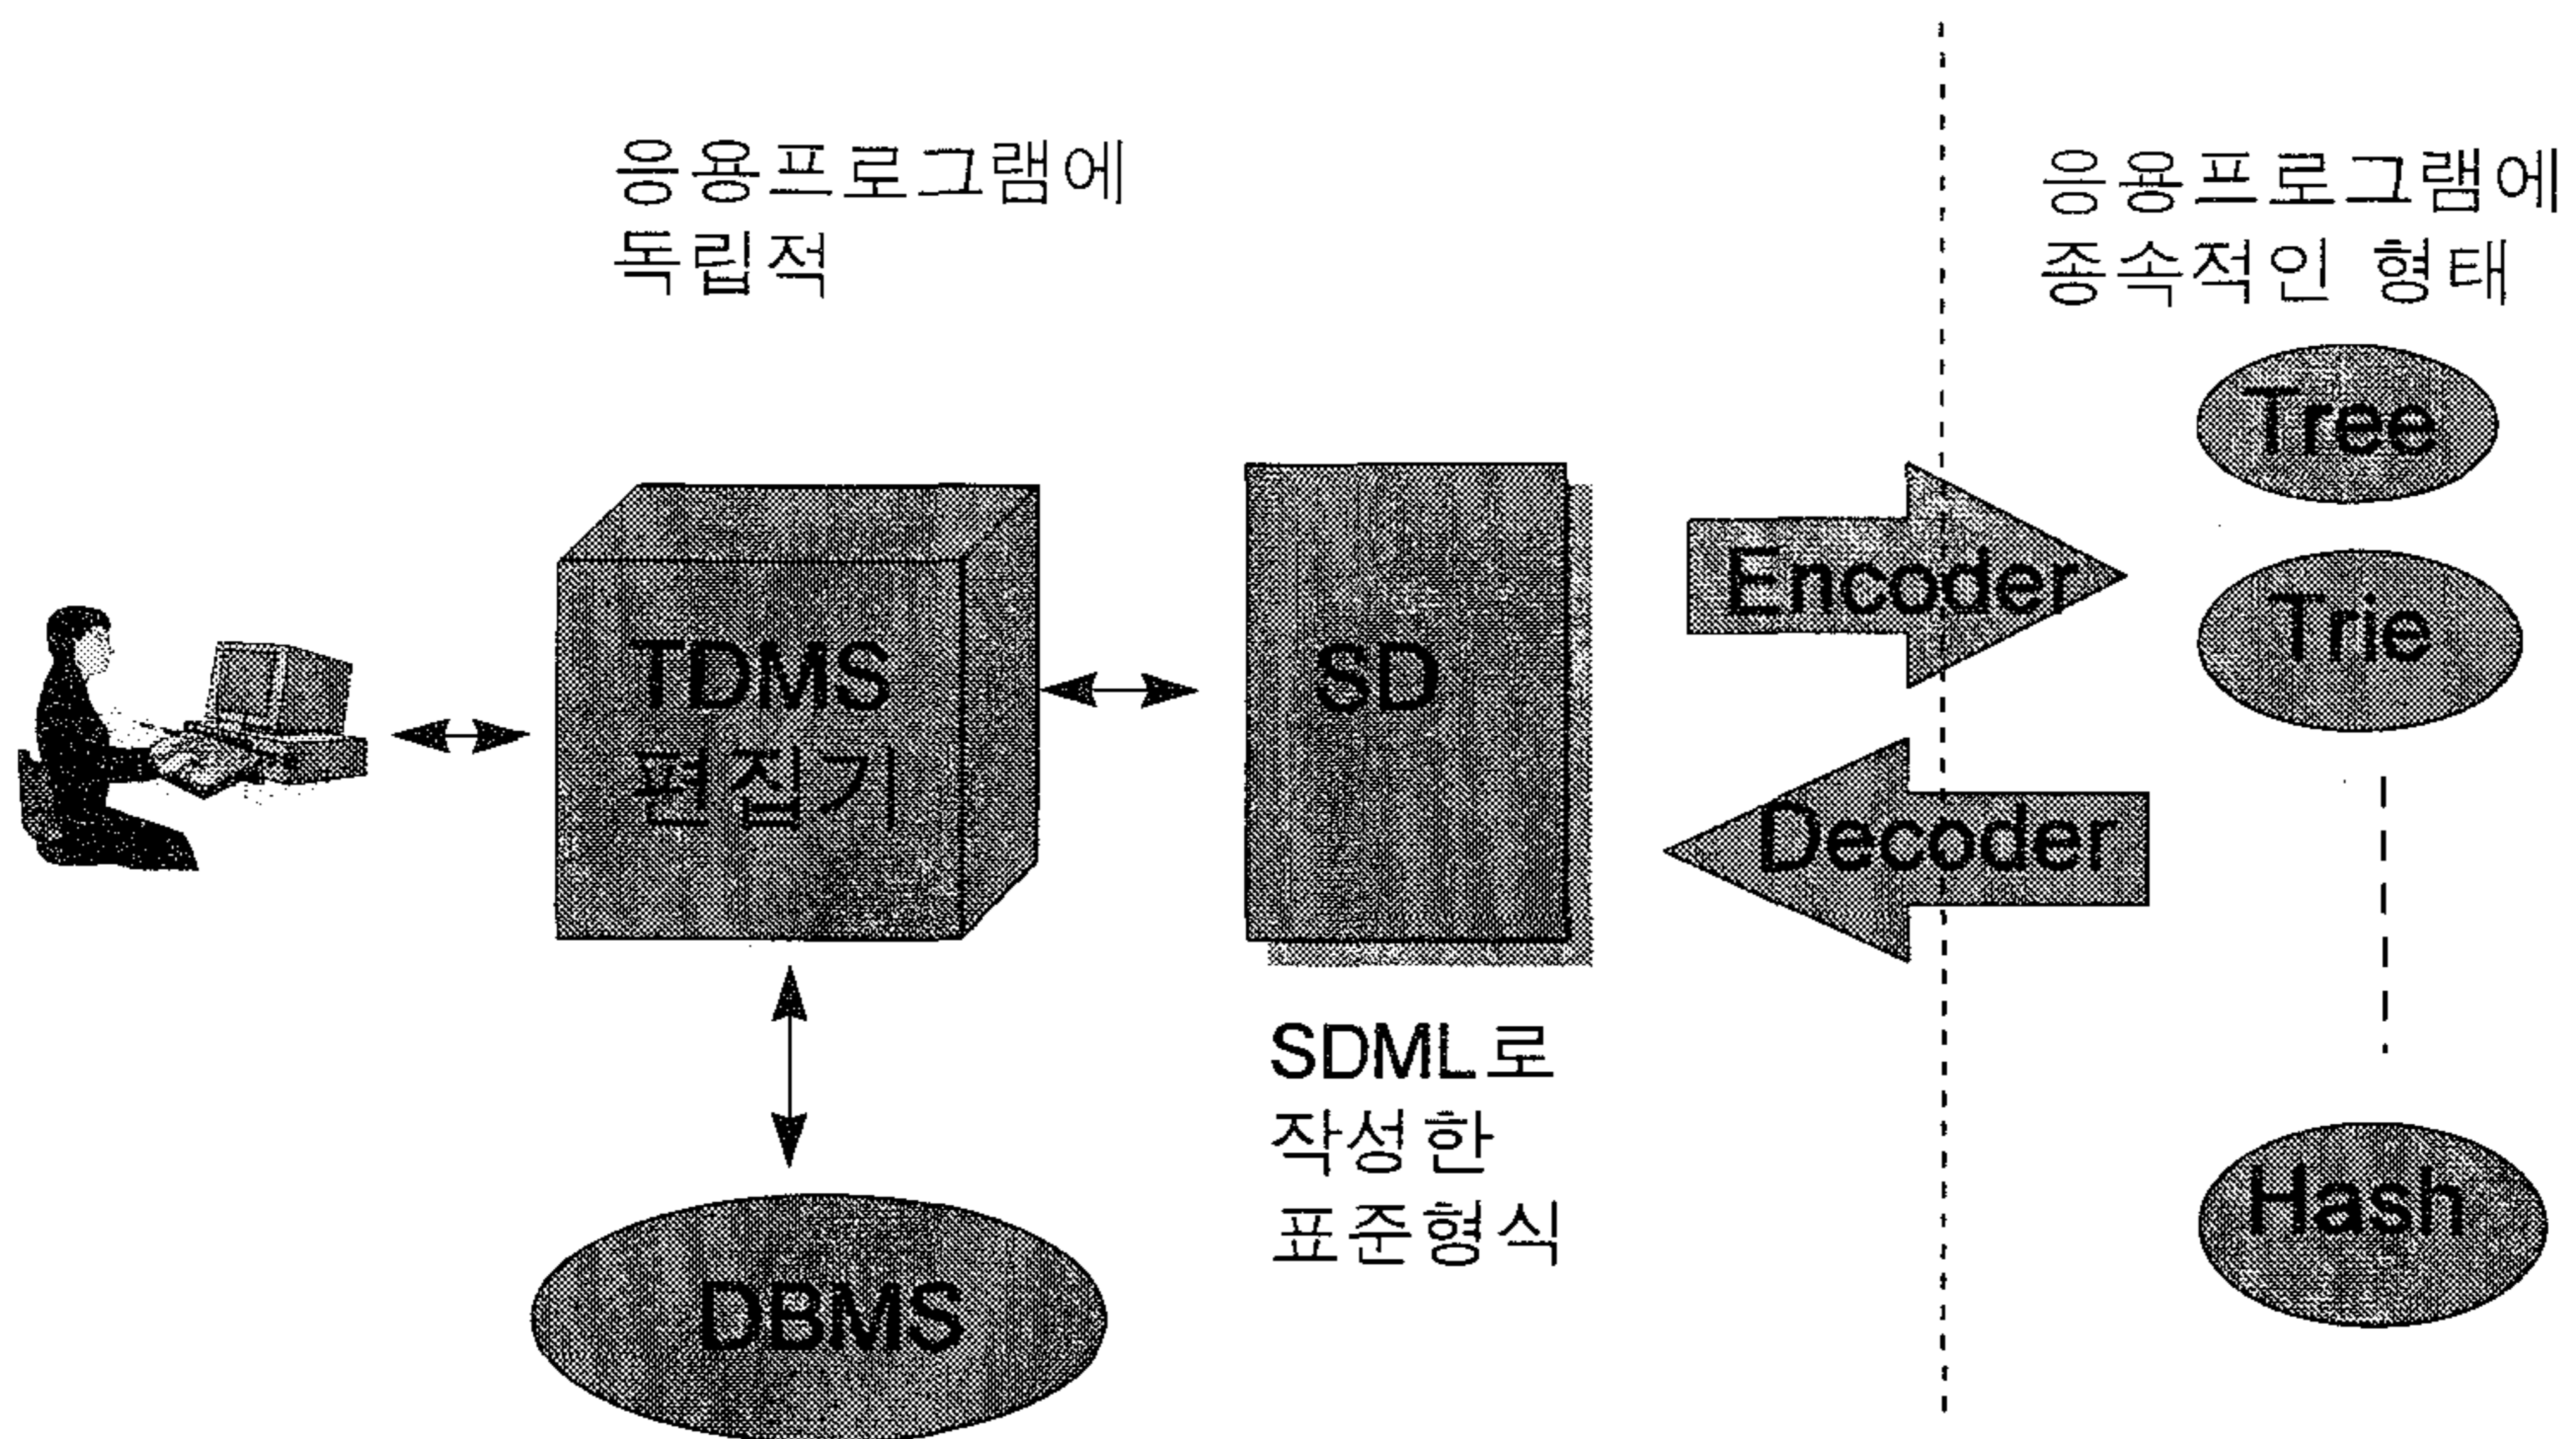 응용프로그램에
독립적
응용프로그램에
종속적인 형태
Tree
Encoder
Trie
TDMS
편집기
SD
Decoder
SDML로
작성한
표준형식
Hash
DBMS